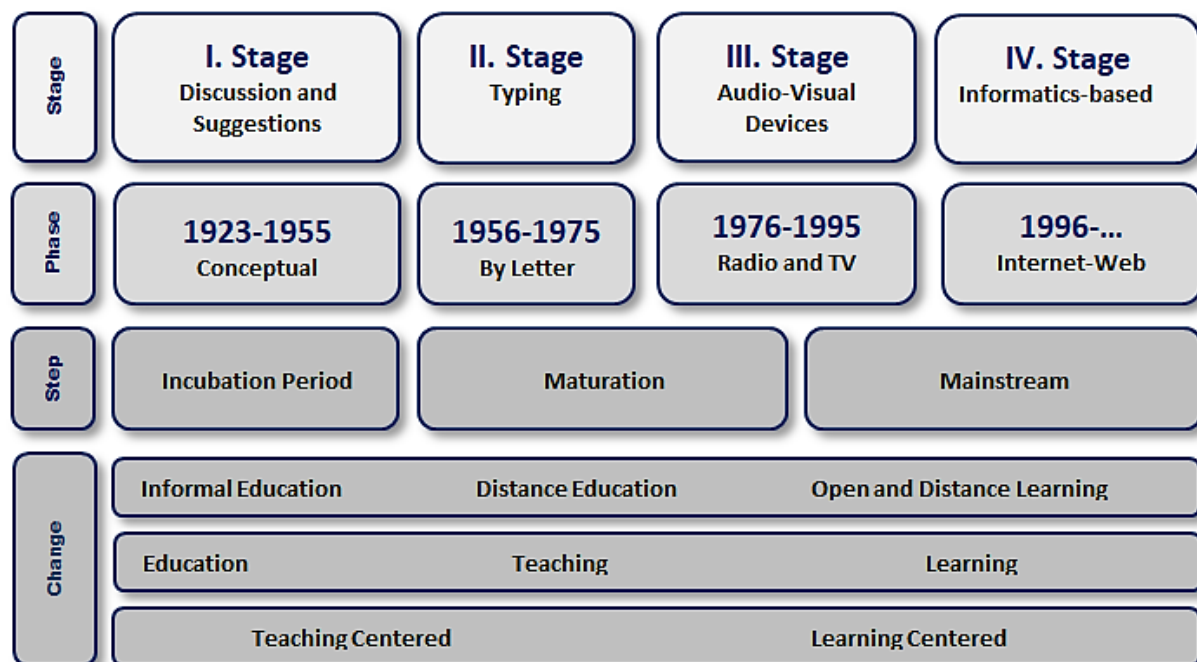 Stage
I. Stage
Discussion and
Suggestions
II. Stage
Typing
III. Stage
Audio-Visual
Devices
IV. Stage
Informatics-based
Phase
1923-1955
Conceptual
1956-1975
By Letter
1976-1995
Radio and TV
1996-...
Internet-Web
Step
Incubation Period
Maturation
Mainstream
Change
Informal Education
Distance Education
Open and Distance Learning
Education
Teaching
Learning
Teaching Centered
Learning Centered